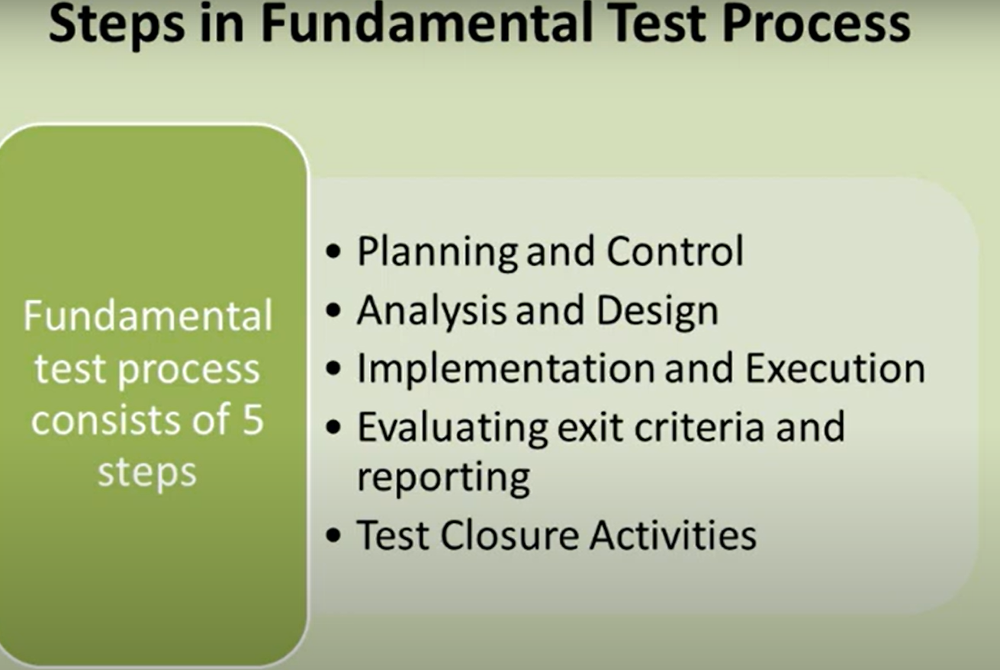 Steps in Fundamental Test Process
Fundamental
test process
consists of 5
steps
• Planning and Control
• Analysis and Design
• Implementation and Execution
• Evaluating exit criteria and
reporting
• Test Closure Activities